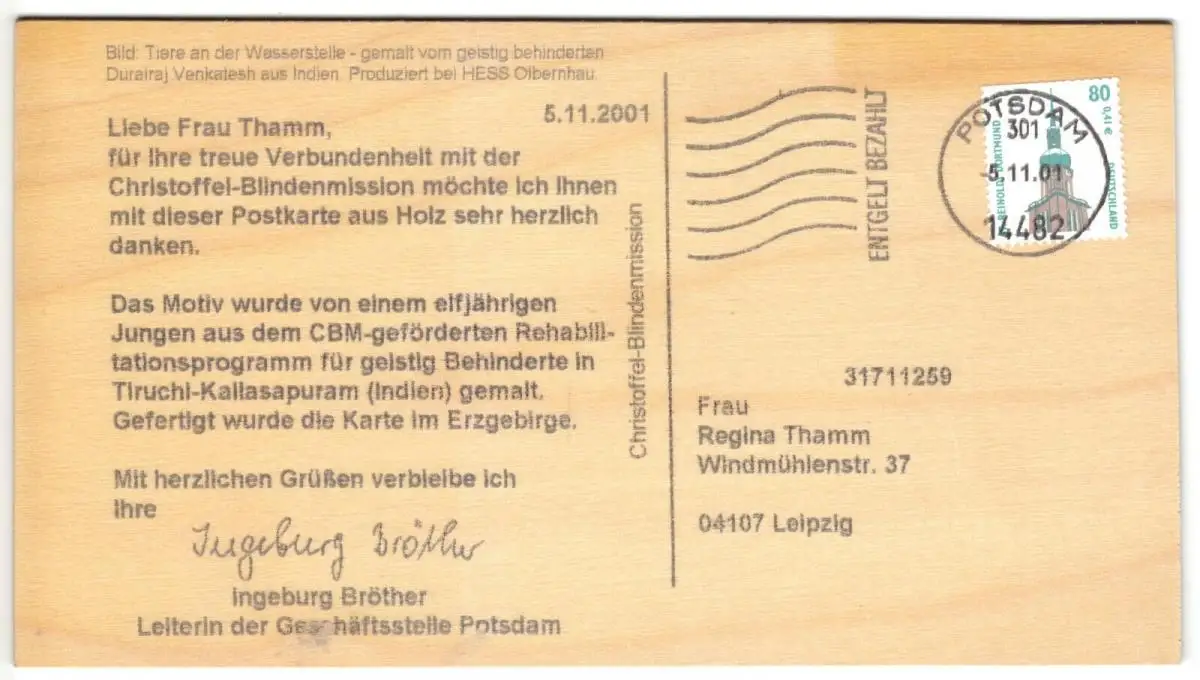 Bild: Tiere an der Wasserstelle - gemalt vom geistig behinderten
Durairaj Venkatesh aus Indien. Produziert bei HESS Olbernhau.
5.11.2001
Liebe Frau Thamm,
für Ihre treue Verbundenheit mit der
Christoffel-Blindenmission möchte ich Ihnen
mit dieser Postkarte aus Holz sehr herzlich
danken.
Das Motiv wurde von einem elfjährigen
Jungen aus dem CBM-geförderten Rehabili-
tationsprogramm für geistig Behinderte in
Tiruchi-Kailasapuram (Indien) gemalt.
Gefertigt wurde die Karte im Erzgebirge.
Mit herzlichen Grüßen verbleibe ich
Ihre
Ingeburg Bröther
Ingeburg Bröther
Leiterin der Geschäftsstelle Potsdam
Christoffel-Blindenmission
ENTGELT BEZAHLT
POTSDAM
301
-5.11.01
14482
80
0,41 €
DEUTSCHLAND
REINOLDI DORTMUND
31711259
Frau
Regina Thamm
Windmühlenstr. 37
04107 Leipzig